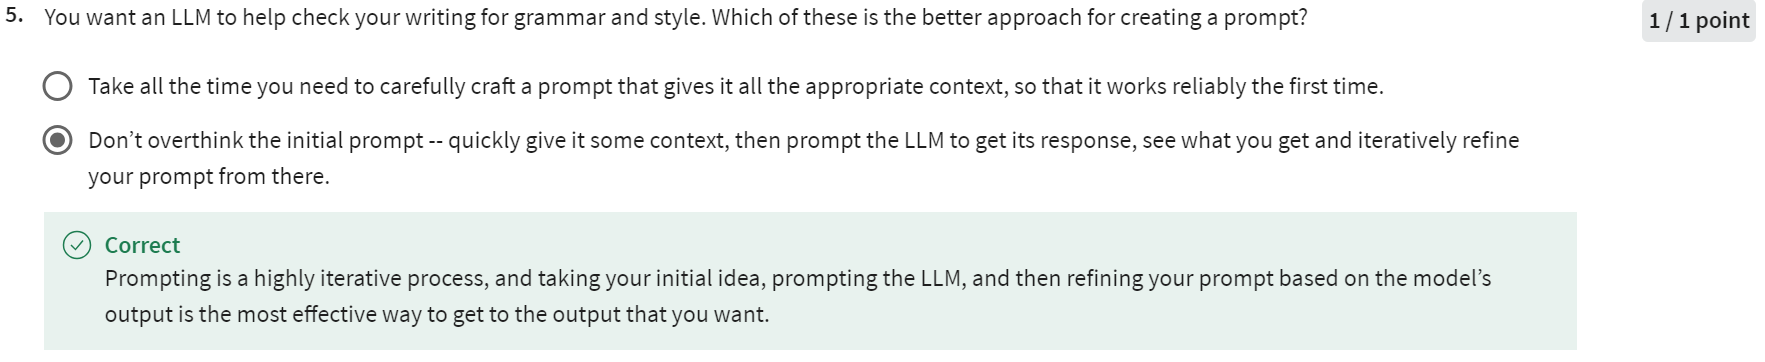 5. You want an LLM to help check your writing for grammar and style. Which of these is the better approach for creating a prompt?
1 / 1 point
Take all the time you need to carefully craft a prompt that gives it all the appropriate context, so that it works reliably the first time.
Don’t overthink the initial prompt -- quickly give it some context, then prompt the LLM to get its response, see what you get and iteratively refine
your prompt from there.
Correct
Prompting is a highly iterative process, and taking your initial idea, prompting the LLM, and then refining your prompt based on the model’s
output is the most effective way to get to the output that you want.